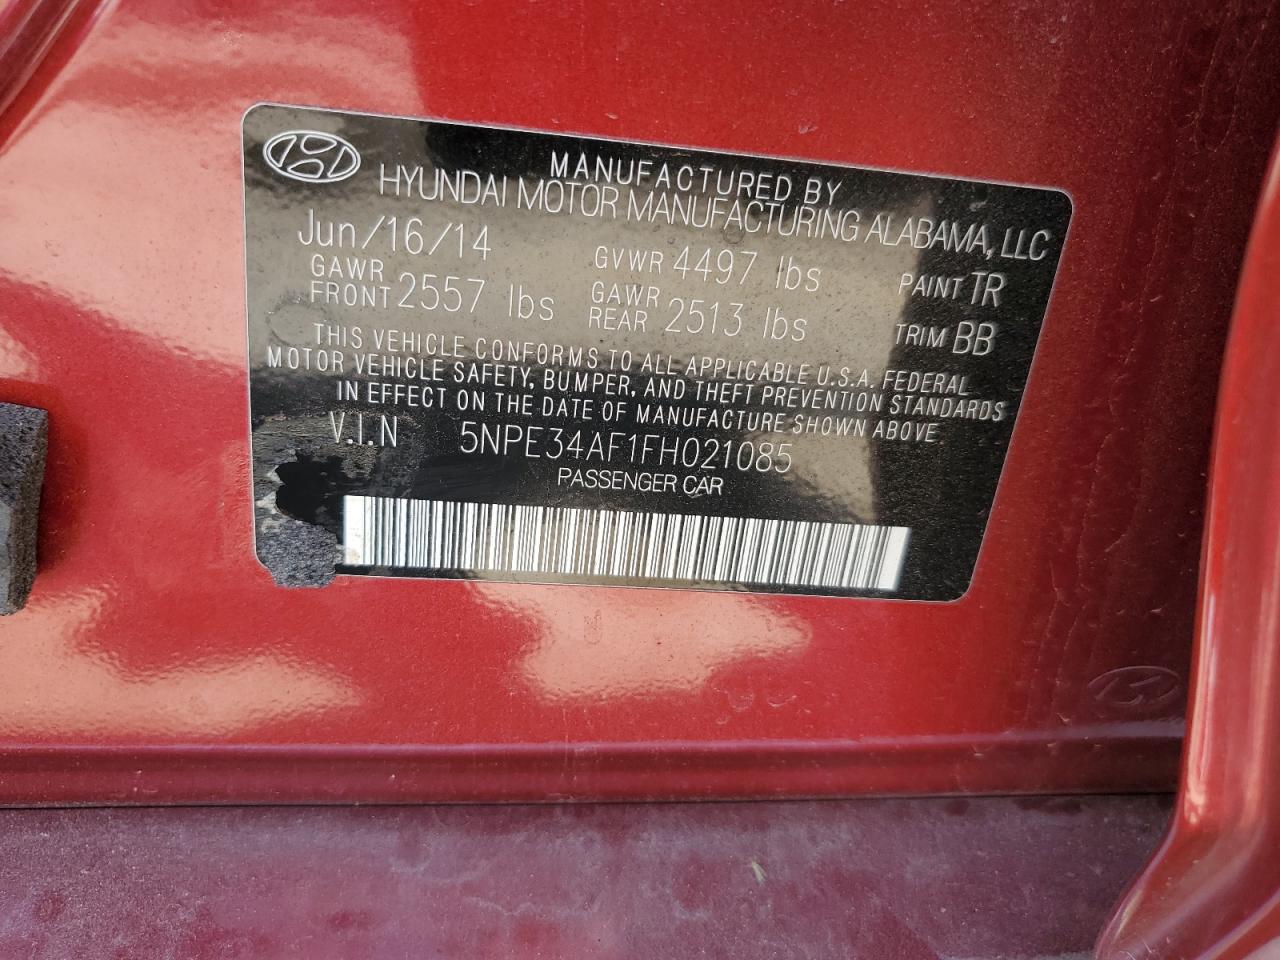 MANUFACTURED BY
HYUNDAI MOTOR MANUFACTURING ALABAMA, LLC
Jun/16/14 GVWR 4497 lbs PAINT TR
GAWR FRONT 2557 lbs GAWR REAR 2513 lbs TRIM BB
THIS VEHICLE CONFORMS TO ALL APPLICABLE U.S.A. FEDERAL
MOTOR VEHICLE SAFETY, BUMPER, AND THEFT PREVENTION STANDARDS
IN EFFECT ON THE DATE OF MANUFACTURE SHOWN ABOVE
V.I.N 5NPE34AF1FH021085
PASSENGER CAR